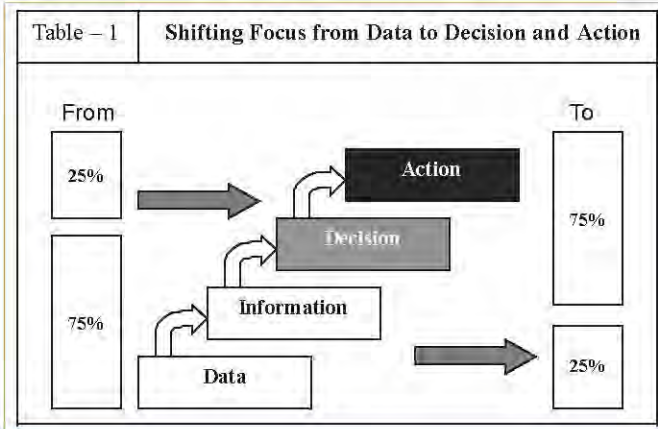 Table – 1
Shifting Focus from Data to Decision and Action
From
To
25%
Action
75%
Decision
75%
Information
25%
Data